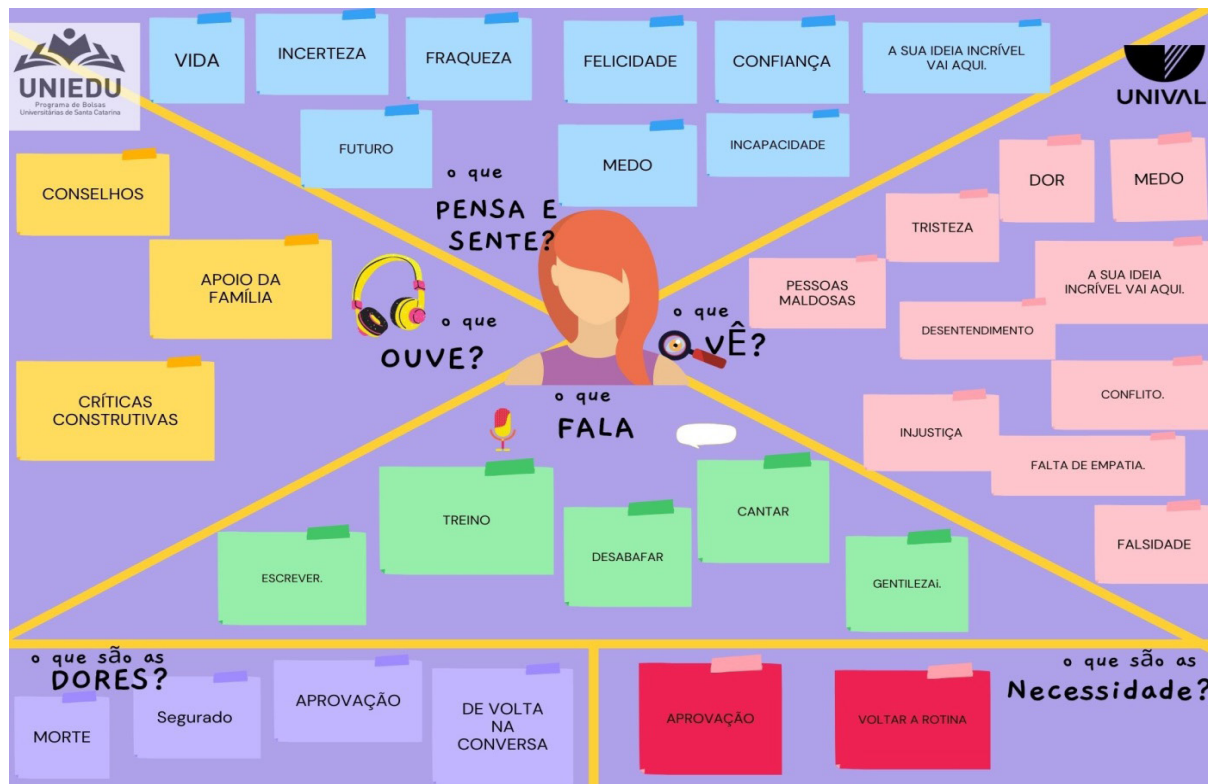 UNIEDU
Programa de Bolsas
Universitárias de Santa Catarina
VIDA
INCERTEZA
FRAQUEZA
FELICIDADE
CONFIANÇA
A SUA IDEIA INCRÍVEL
VAI AQUI.
UNIVAL
FUTURO
MEDO
INCAPACIDADE
o que
PENSA E
SENTE?
CONSELHOS
APOIO DA
FAMÍLIA
CRÍTICAS
CONSTRUTIVAS
o que
OUVE?
o que
VÊ?
DOR
MEDO
TRISTEZA
PESSOAS
MALDOSAS
A SUA IDEIA
INCRÍVEL VAI AQUI.
DESENTENDIMENTO
CONFLITO.
INJUSTIÇA
FALTA DE EMPATIA.
FALSIDADE
o que
FALA
ESCREVER.
TREINO
DESABAFAR
CANTAR
GENTILEZAi.
o que são as
DORES?
MORTE
Segurado
APROVAÇÃO
DE VOLTA
NA
CONVERSA
APROVAÇÃO
VOLTAR A ROTINA
o que são as
Necessidade?